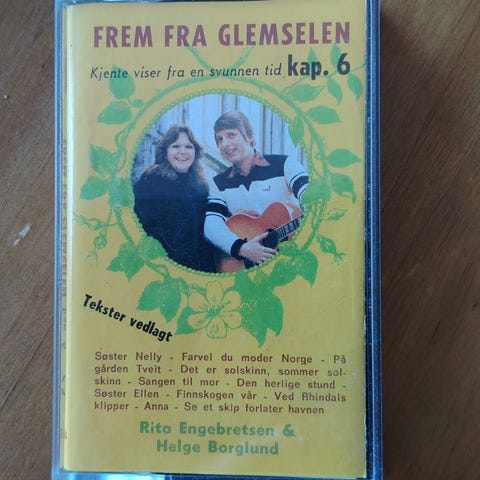 FREM FRA GLEMSELEN
Kjente viser fra en svunnen tid kap. 6
Tekster vedlagt
Søster Nelly - Farvel du moder Norge - På
gården Tveit - Det er solskinn, sommer sol-
skinn - Sangen til mor - Den herlige stund -
Søster Ellen - Finnskogen vår - Ved Rhindals
klipper - Anna - Se et skip forlater havnen
Rita Engebretsen &
Helge Borglund